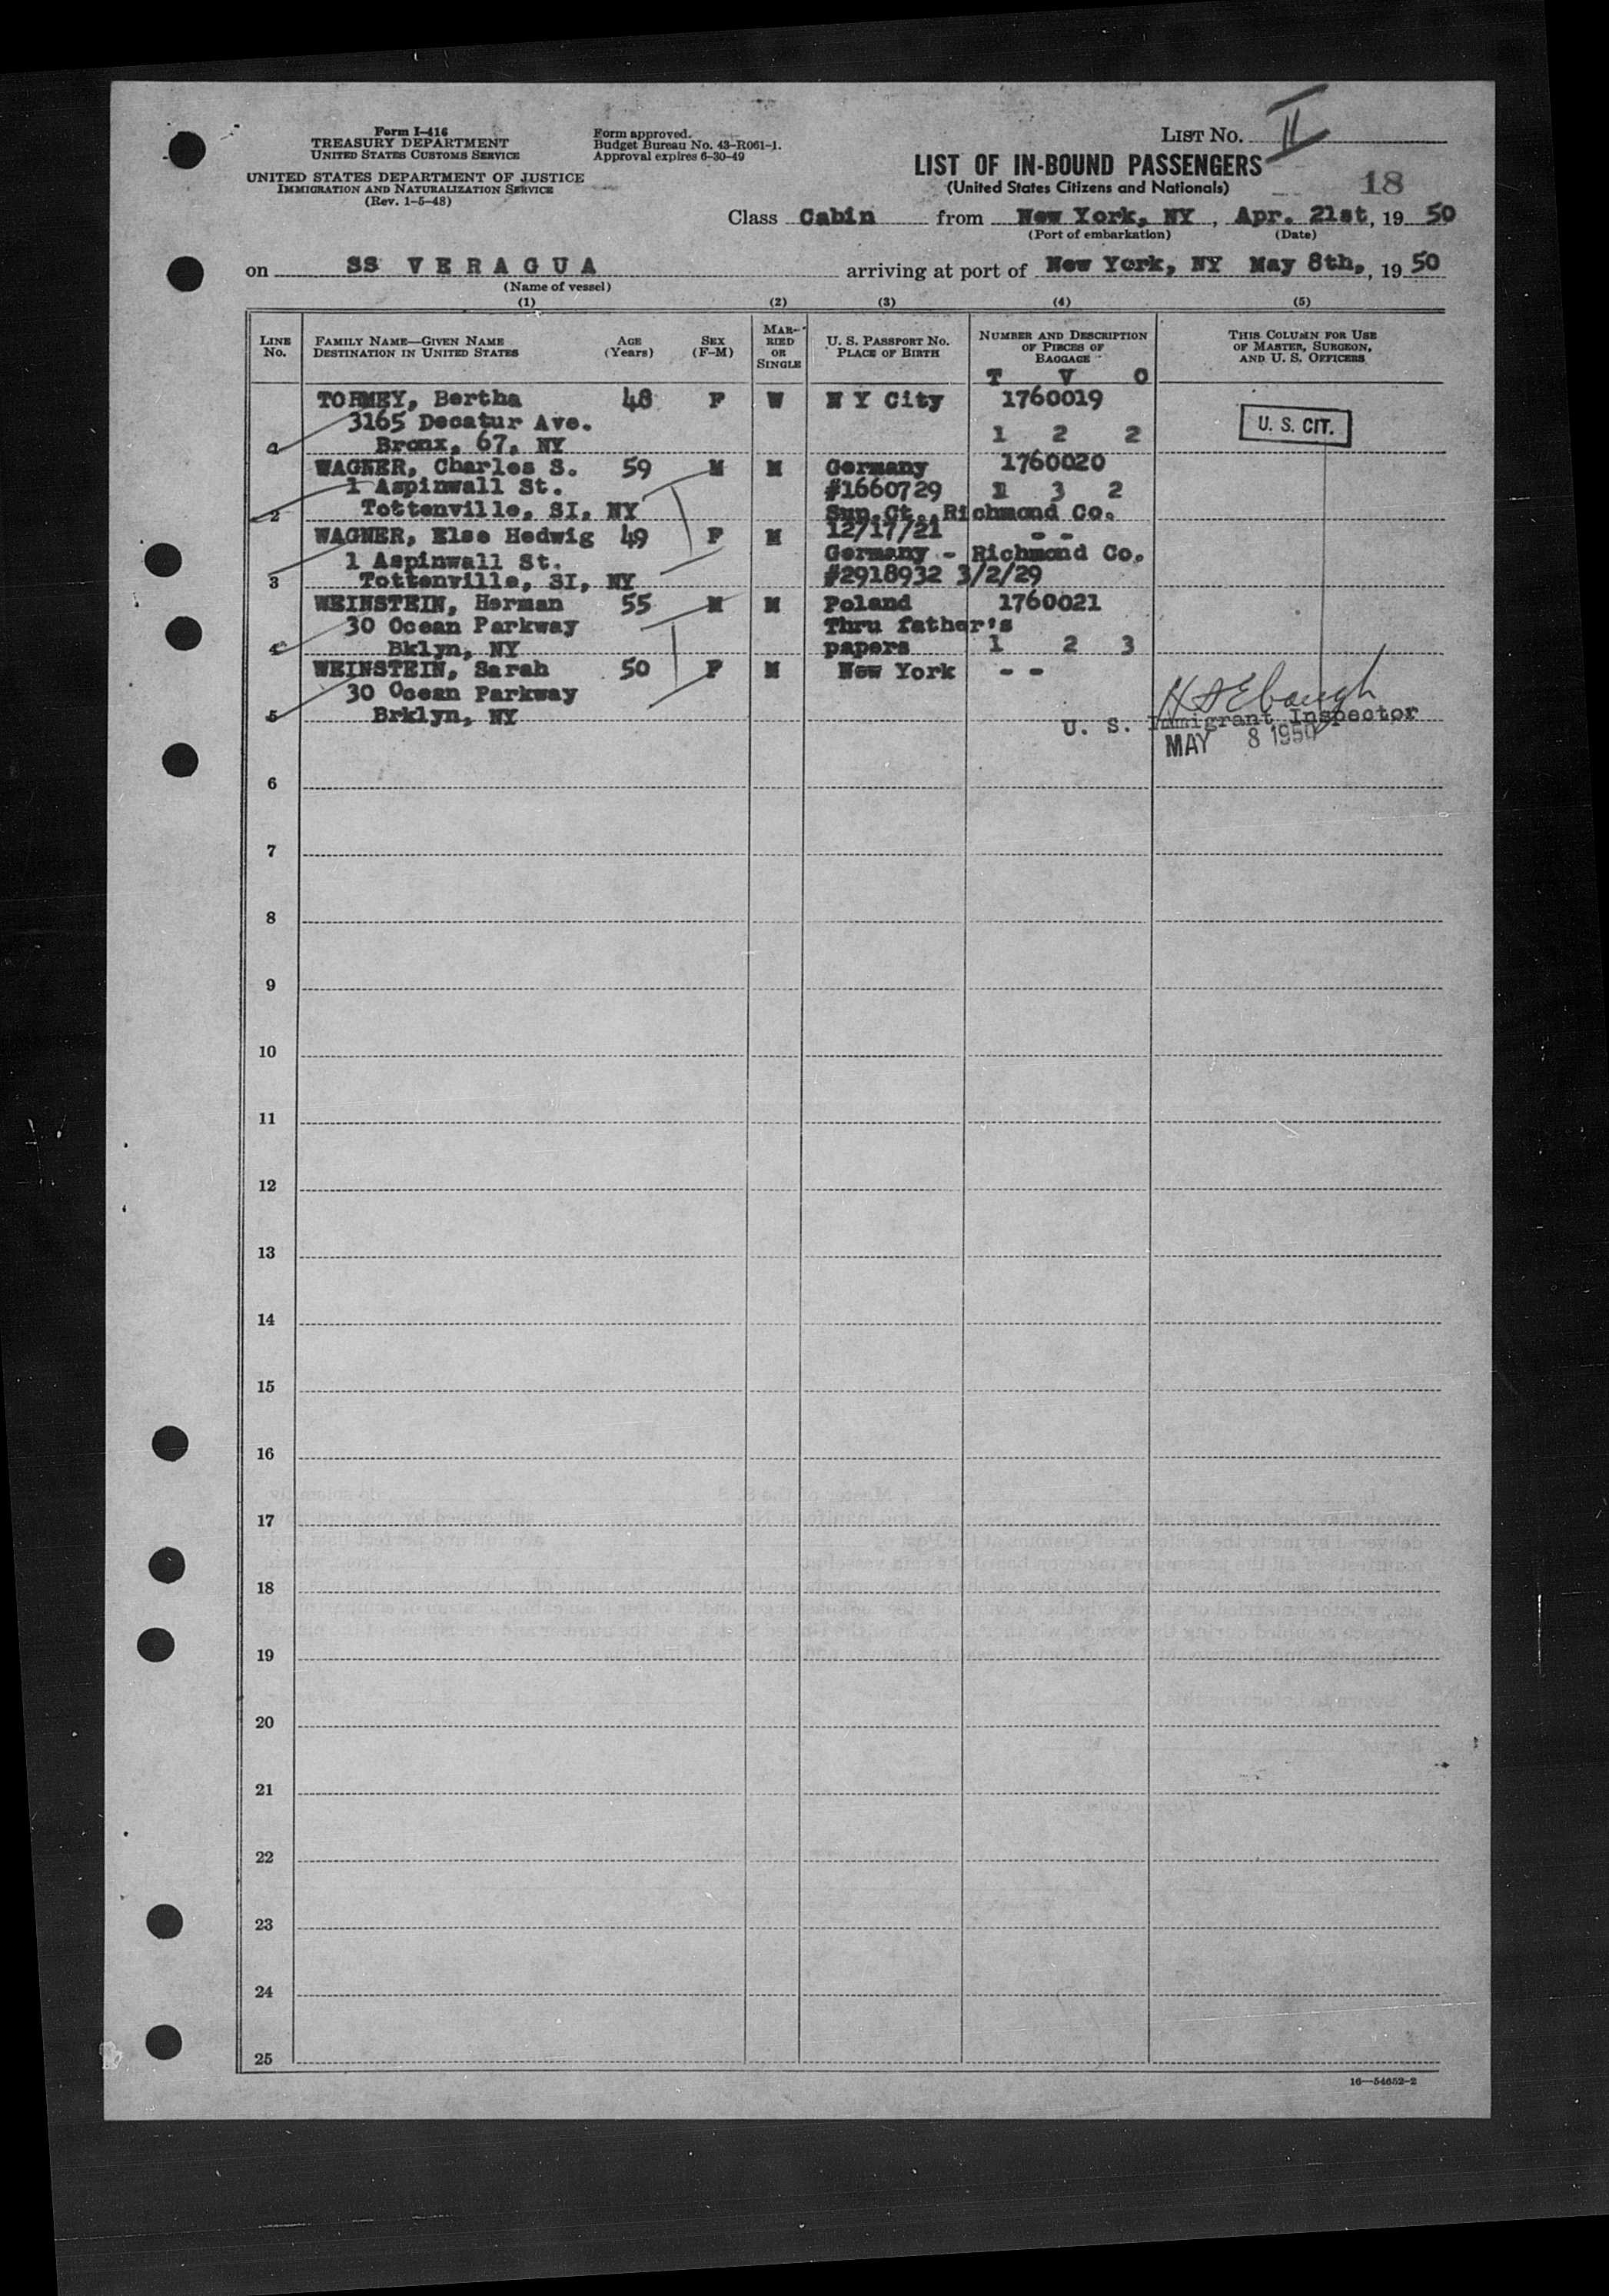 Form I-416
TREASURY DEPARTMENT
UNITED STATES CUSTOMS SERVICE
UNITED STATES DEPARTMENT OF JUSTICE
IMMIGRATION AND NATURALIZATION SERVICE
(Rev. 1-5-48)
Form approved.
Budget Bureau No. 43-R061-1.
Approval expires 6-30-49
LIST NO. II
LIST OF IN-BOUND PASSENGERS
(United States Citizens and Nationals)
18
Class Cabin from New York, NY, Apr. 21st, 19 50
(Port of embarkation) (Date)
on SS VERAGUA arriving at port of New York, NY May 8th,, 19 50
(Name of vessel)
(1) (2) (3) (4) (5)
LINE No. FAMILY NAME—GIVEN NAME DESTINATION IN UNITED STATES AGE (Years) SEX (F-M) MARRIED OR SINGLE U. S. PASSPORT NO. PLACE OF BIRTH NUMBER AND DESCRIPTION OF PIECES OF BAGGAGE THIS COLUMN FOR USE OF MASTER, SURGEON, AND U. S. OFFICERS
T V O
TORMEY, Bertha 48 F W N Y City 1760019
3165 Decatur Ave. U. S. CIT.
Bronx, 67, NY 1 2 2
WAGNER, Charles S. 59 M M Germany 1760020
1 Aspinwall St. #1660729 1 3 2
2 Tottenville, SI, NY Sup.Ct. Richmond Co.
12/17/21
WAGNER, Else Hedwig 49 F M - -
1 Aspinwall St. Germany - Richmond Co.
3 Tottenville, SI, NY #2918932 3/2/29
WEINSTEIN, Herman 55 M M Poland 1760021
30 Ocean Parkway Thru father's
4 Bklyn, NY papers 1 2 3
WEINSTEIN, Sarah 50 F M New York - -
30 Ocean Parkway
5 Brklyn, NY
U. S. Immigrant Inspector
MAY 8 1950
6
7
8
9
10
11
12
13
14
15
16
17
18
19
20
21
22
23
24
25
16—54652-2